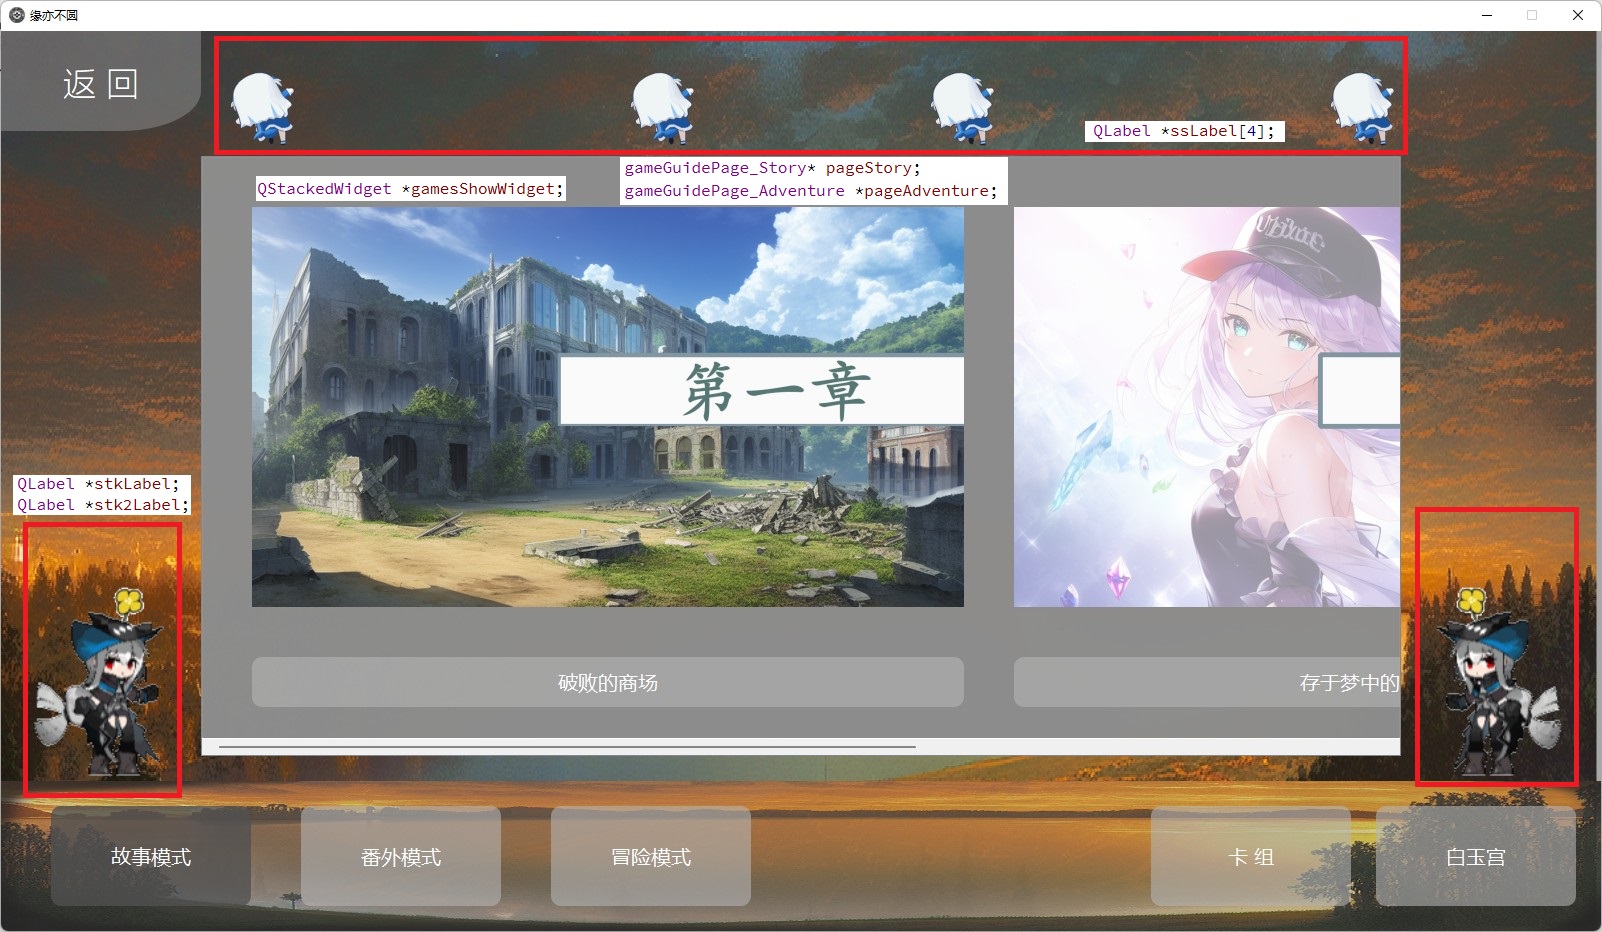 缘亦不圆
返 回
QLabel *ssLabel[4];
gameGuidePage_Story* pageStory;
QStackedWidget *gamesShowWidget;
gameGuidePage_Adventure *pageAdventure;
第一章
QLabel *stkLabel;
QLabel *stk2Label;
破败的商场
存于梦中的
故事模式
番外模式
冒险模式
卡 组
白玉宫